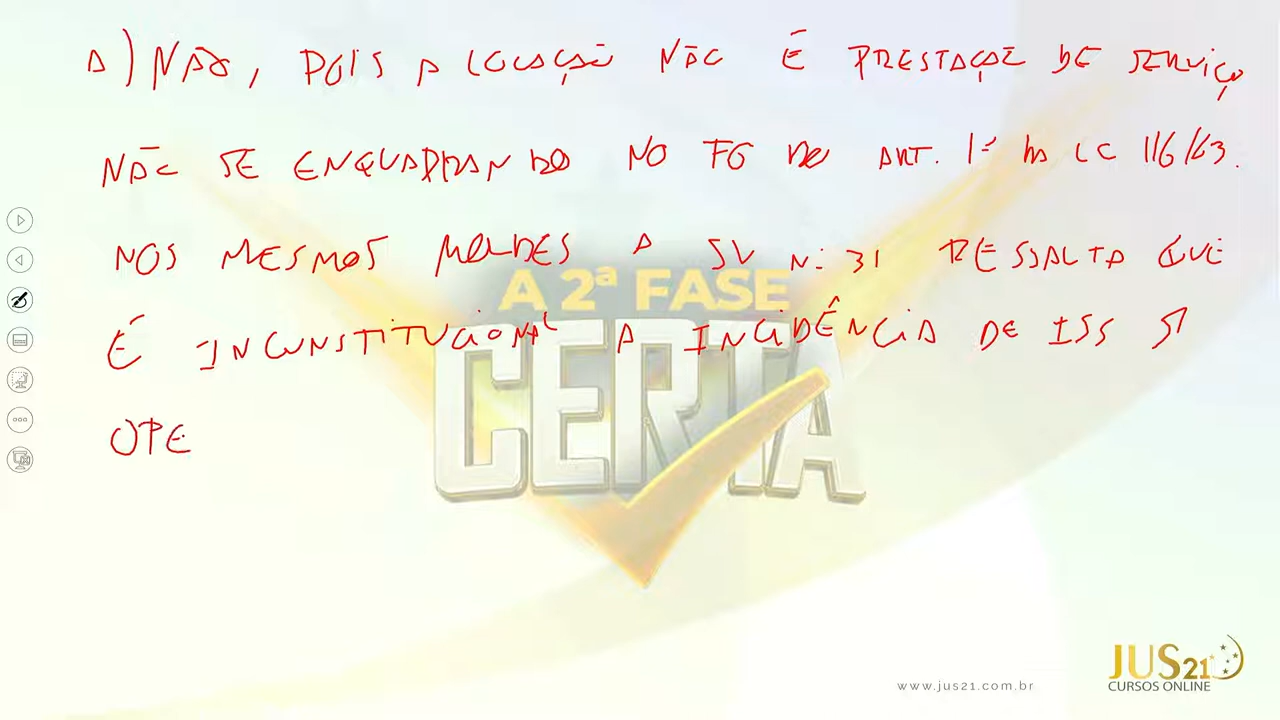 A) NÃO, POIS A LOCAÇÃO NÃO É PRESTAÇÃO DE SERVIÇO
NÃO SE ENQUADRANDO NO FG DO ART. 1º DA LC 116/03.
NOS MESMOS MOLDES A SV Nº 31 RESSALTA QUE
É INCONSTITUCIONAL A INCIDÊNCIA DE ISS S/
OPE
A 2ª FASE
CERTA
JUS21
CURSOS ONLINE
www.jus21.com.br